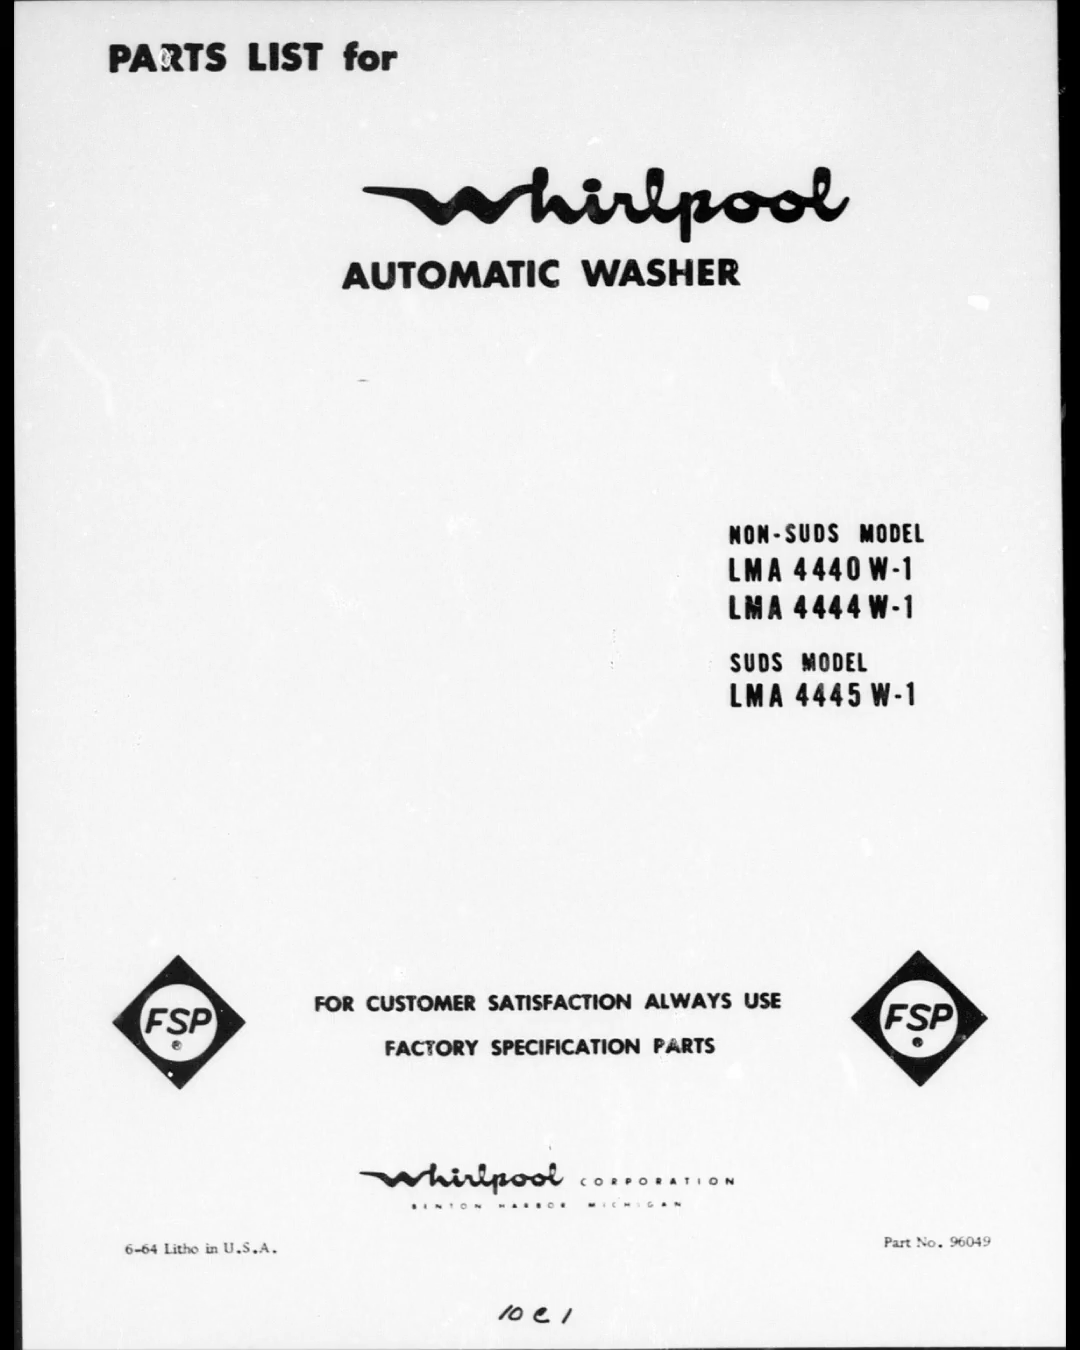 PARTS LIST for
Whirlpool
AUTOMATIC WASHER
NON-SUDS MODEL
LMA 4440 W-1
LMA 4444 W-1
SUDS MODEL
LMA 4445 W-1
FSP
®
FOR CUSTOMER SATISFACTION ALWAYS USE
FACTORY SPECIFICATION PARTS
FSP
®
Whirlpool CORPORATION
BENTON HARBOR MICHIGAN
6-64 Litho in U.S.A.
Part No. 96049
10 C 1